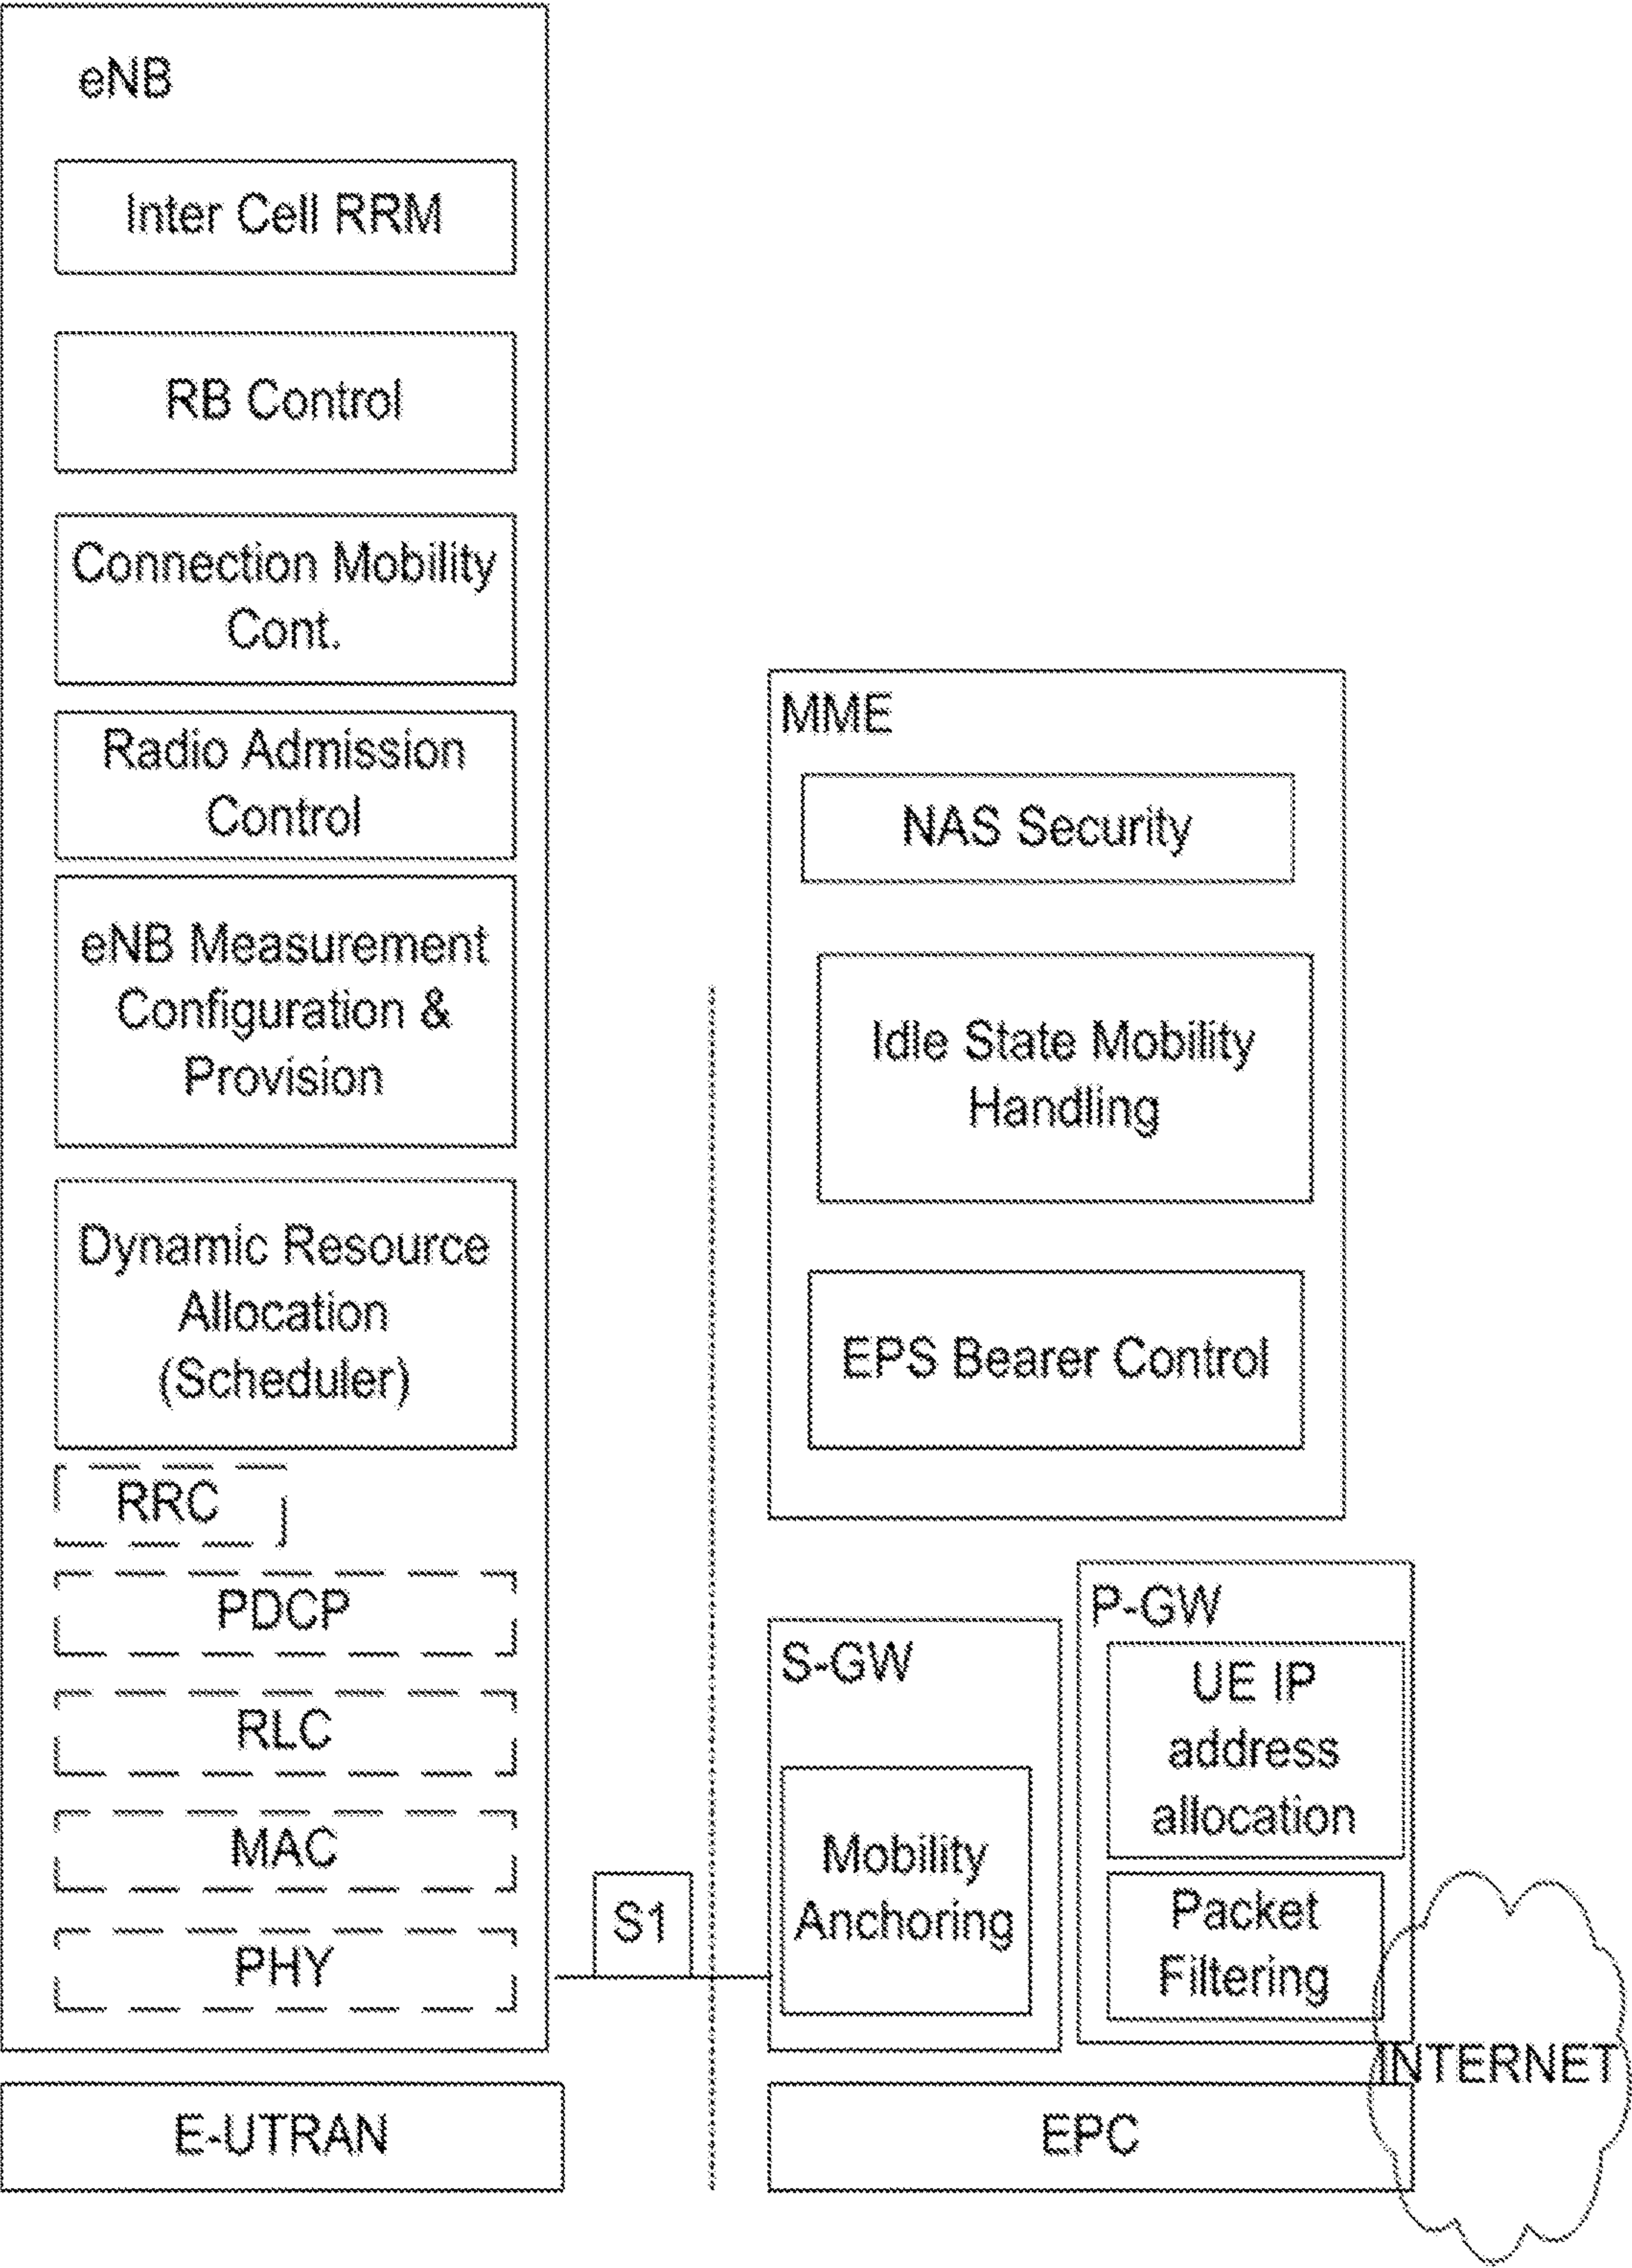 eNB
Inter Cell RRM
RB Control
Connection Mobility
Cont.
Radio Admission
Control
eNB Measurement
Configuration &
Provision
Dynamic Resource
Allocation
(Scheduler)
RRC
PDCP
RLC
MAC
PHY
E-UTRAN
S1
MME
NAS Security
Idle State Mobility
Handling
EPS Bearer Control
S-GW
Mobility
Anchoring
P-GW
UE IP
address
allocation
Packet
Filtering
INTERNET
EPC